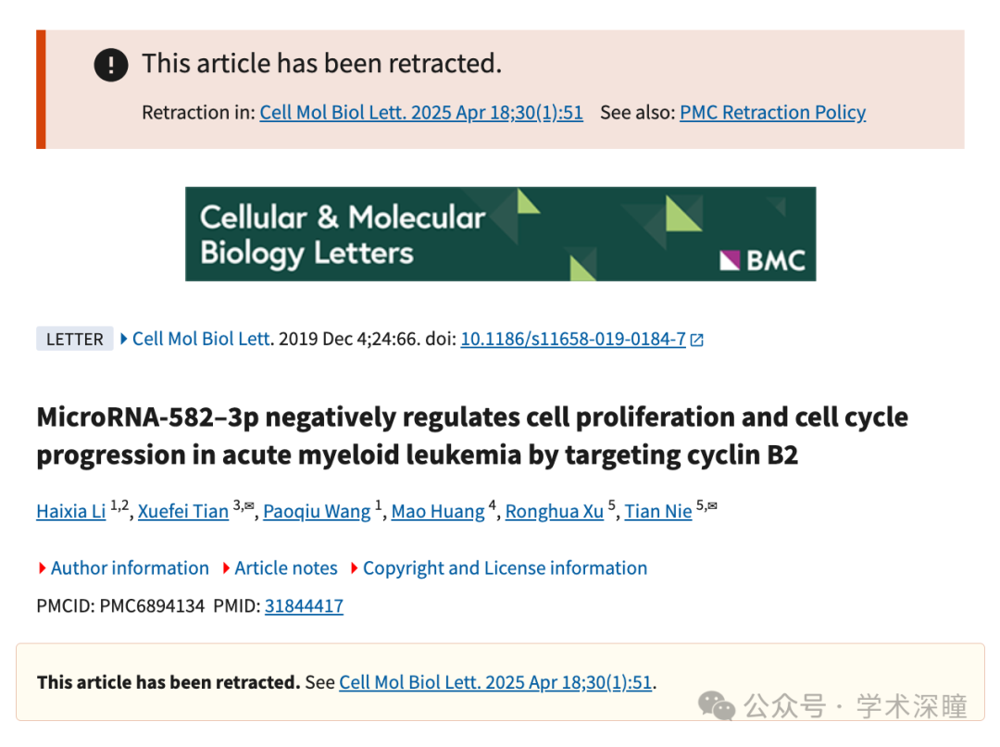 This article has been retracted.
Retraction in: Cell Mol Biol Lett. 2025 Apr 18;30(1):51 See also: PMC Retraction Policy
Cellular & Molecular
Biology Letters
BMC
LETTER Cell Mol Biol Lett. 2019 Dec 4;24:66. doi: 10.1186/s11658-019-0184-7
MicroRNA-582–3p negatively regulates cell proliferation and cell cycle
progression in acute myeloid leukemia by targeting cyclin B2
Haixia Li 1,2, Xuefei Tian 3,✉, Paoqiu Wang 1, Mao Huang 4, Ronghua Xu 5, Tian Nie 5,✉
Author information Article notes Copyright and License information
PMCID: PMC6894134 PMID: 31844417
This article has been retracted. See Cell Mol Biol Lett. 2025 Apr 18;30(1):51.
公众号 · 学术深瞳